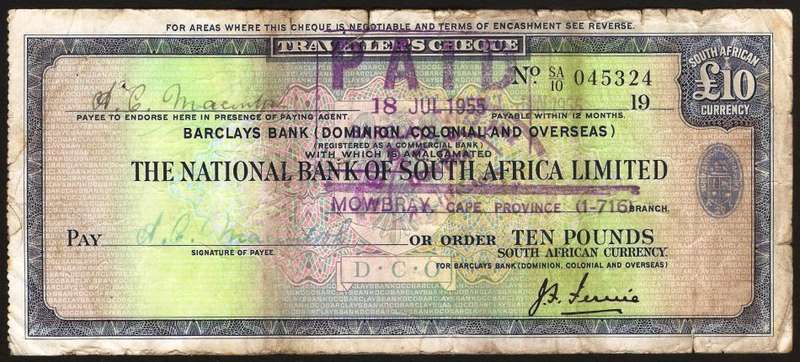 FOR AREAS WHERE THIS CHEQUE IS NEGOTIABLE AND TERMS OF ENCASHMENT SEE REVERSE.
TRAVELLER'S CHEQUE
PAID
No. SA/10 045324
SOUTH AFRICAN
£10
CURRENCY
A. C.
18 JUL 1955
19
PAYEE TO ENDORSE HERE IN PRESENCE OF PAYING AGENT.
PAYABLE WITHIN 12 MONTHS.
BARCLAYS BANK (DOMINION, COLONIAL AND OVERSEAS)
(REGISTERED AS A COMMERCIAL BANK)
WITH WHICH IS AMALGAMATED
THE NATIONAL BANK OF SOUTH AFRICA LIMITED
MOWBRAY, CAPE PROVINCE (1-716) BRANCH.
PAY A. C. OR ORDER TEN POUNDS
SIGNATURE OF PAYEE
SOUTH AFRICAN CURRENCY.
FOR BARCLAYS BANK (DOMINION, COLONIAL AND OVERSEAS)
D·C·O